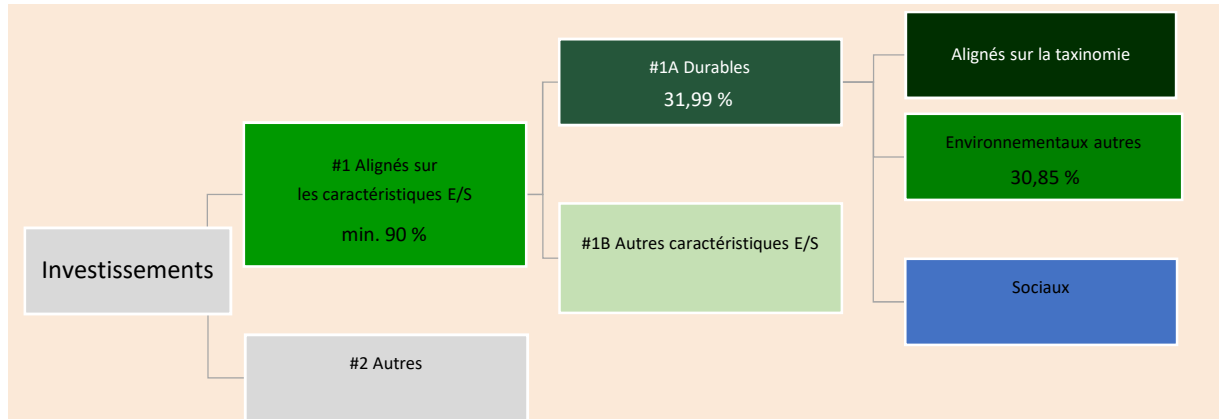 Investissements
#1 Alignés sur
les caractéristiques E/S
min. 90 %
#2 Autres
#1A Durables
31,99 %
#1B Autres caractéristiques E/S
Alignés sur la taxinomie
Environnementaux autres
30,85 %
Sociaux